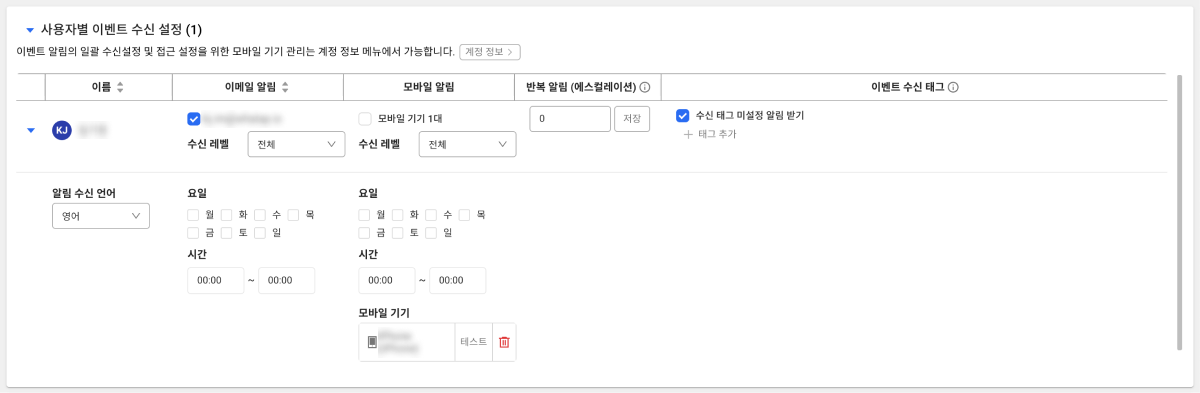 사용자별 이벤트 수신 설정 (1)
이벤트 알림의 일괄 수신설정 및 접근 설정을 위한 모바일 기기 관리는 계정 정보 메뉴에서 가능합니다. 계정 정보 >
이름 이메일 알림 모바일 알림 반복 알림 (에스컬레이션) 이벤트 수신 태그
KJ 모바일 기기 1대 0 저장 수신 태그 미설정 알림 받기
+ 태그 추가
수신 레벨 전체 수신 레벨 전체
알림 수신 언어 요일 요일
영어 월 화 수 목 월 화 수 목
금 토 일 금 토 일
시간 시간
00:00 ~ 00:00 00:00 ~ 00:00
모바일 기기
테스트